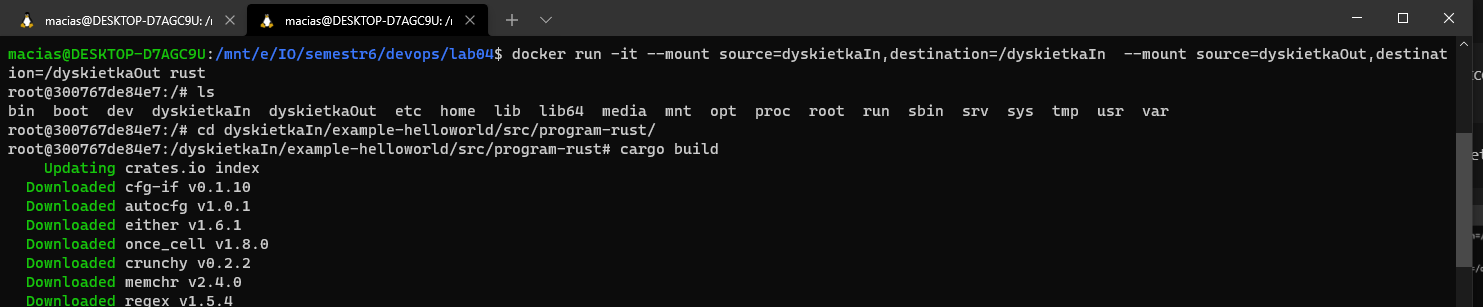 macias@DESKTOP-D7AGC9U: /r
macias@DESKTOP-D7AGC9U: /r
macias@DESKTOP-D7AGC9U:/mnt/e/IO/semestr6/devops/lab04$ docker run -it --mount source=dyskietkaIn,destination=/dyskietkaIn  --mount source=dyskietkaOut,destinat
ion=/dyskietkaOut rust
root@300767de84e7:/# ls
bin  boot  dev  dyskietkaIn  dyskietkaOut  etc  home  lib  lib64  media  mnt  opt  proc  root  run  sbin  srv  sys  tmp  usr  var
root@300767de84e7:/# cd dyskietkaIn/example-helloworld/src/program-rust/
root@300767de84e7:/dyskietkaIn/example-helloworld/src/program-rust# cargo build
Updating crates.io index
Downloaded cfg-if v0.1.10
Downloaded autocfg v1.0.1
Downloaded either v1.6.1
Downloaded once_cell v1.8.0
Downloaded crunchy v0.2.2
Downloaded memchr v2.4.0
Downloaded regex v1.5.4